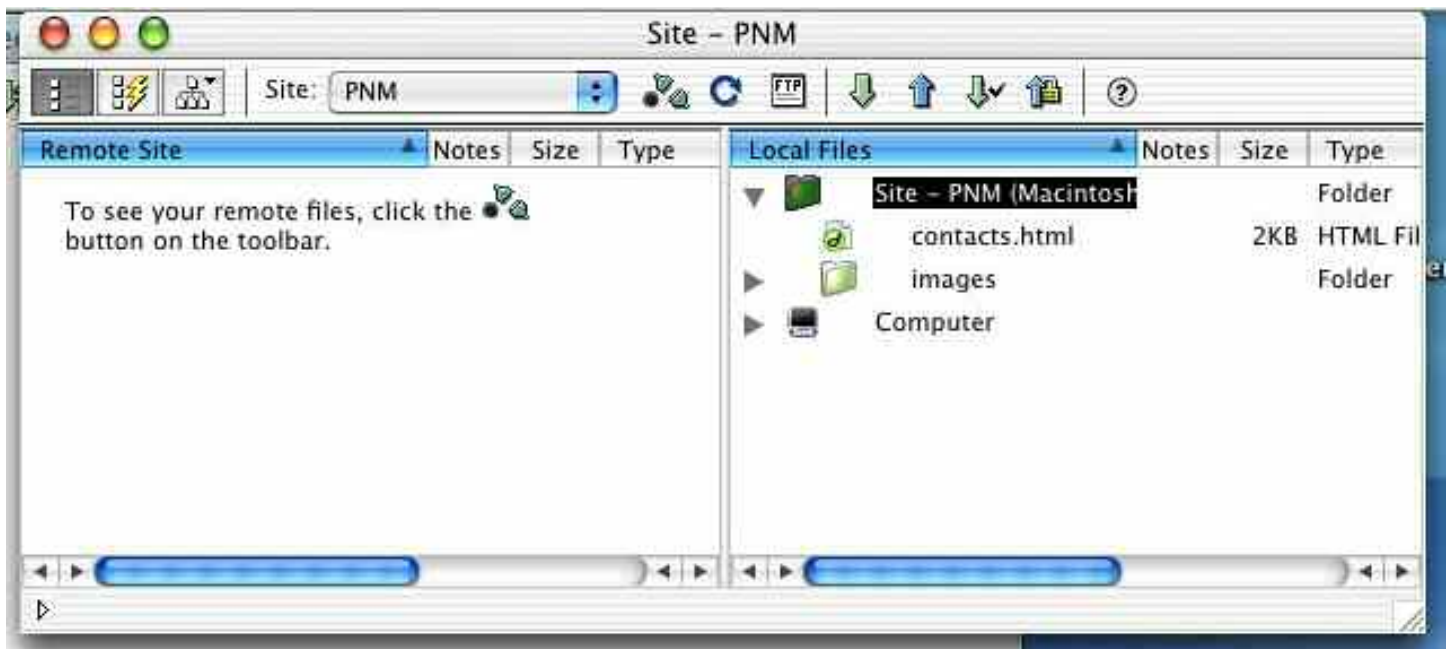 Site – PNM
Site: PNM FTP ?
Remote Site Notes Size Type
To see your remote files, click the
button on the toolbar.
Local Files Notes Size Type
Site – PNM (Macintosh Folder
contacts.html 2KB HTML Fil
images Folder
Computer